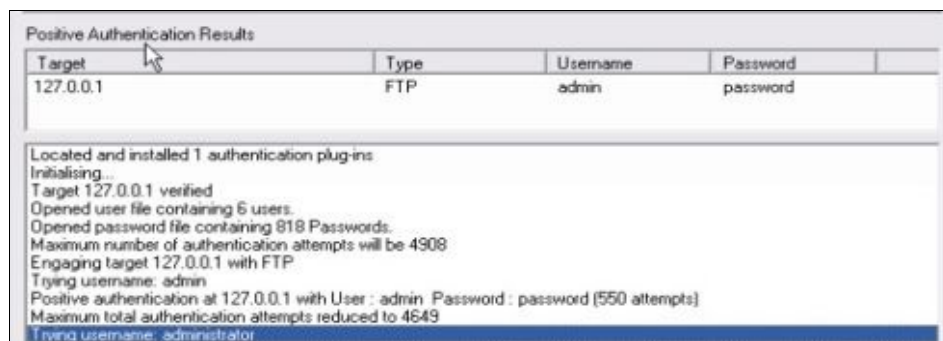 Positive Authentication Results
Target Type Username Password
127.0.0.1 FTP admin password
Located and installed 1 authentication plug-ins
Initialising...
Target 127.0.0.1 verified
Opened user file containing 6 users.
Opened password file containing 818 Passwords.
Maximum number of authentication attempts will be 4908
Engaging target 127.0.0.1 with FTP
Trying username: admin
Positive authentication at 127.0.0.1 with User : admin Password : password (550 attempts)
Maximum total authentication attempts reduced to 4649
Trying username: administrator